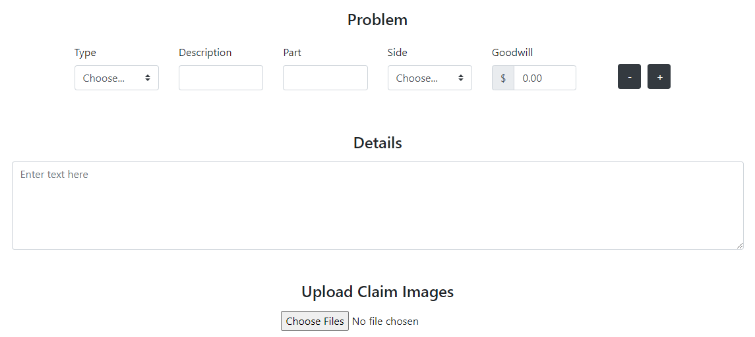 Problem
Type Description Part Side Goodwill
Choose... Choose... $ 0.00 - +
Details
Enter text here
Upload Claim Images
Choose Files No file chosen